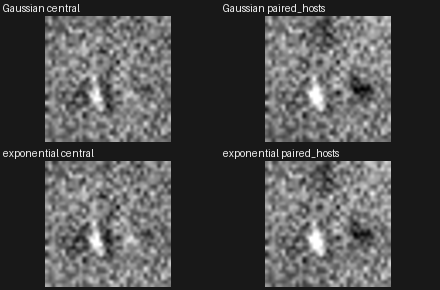 Gaussian central
Gaussian paired_hosts
exponential central
exponential paired_hosts